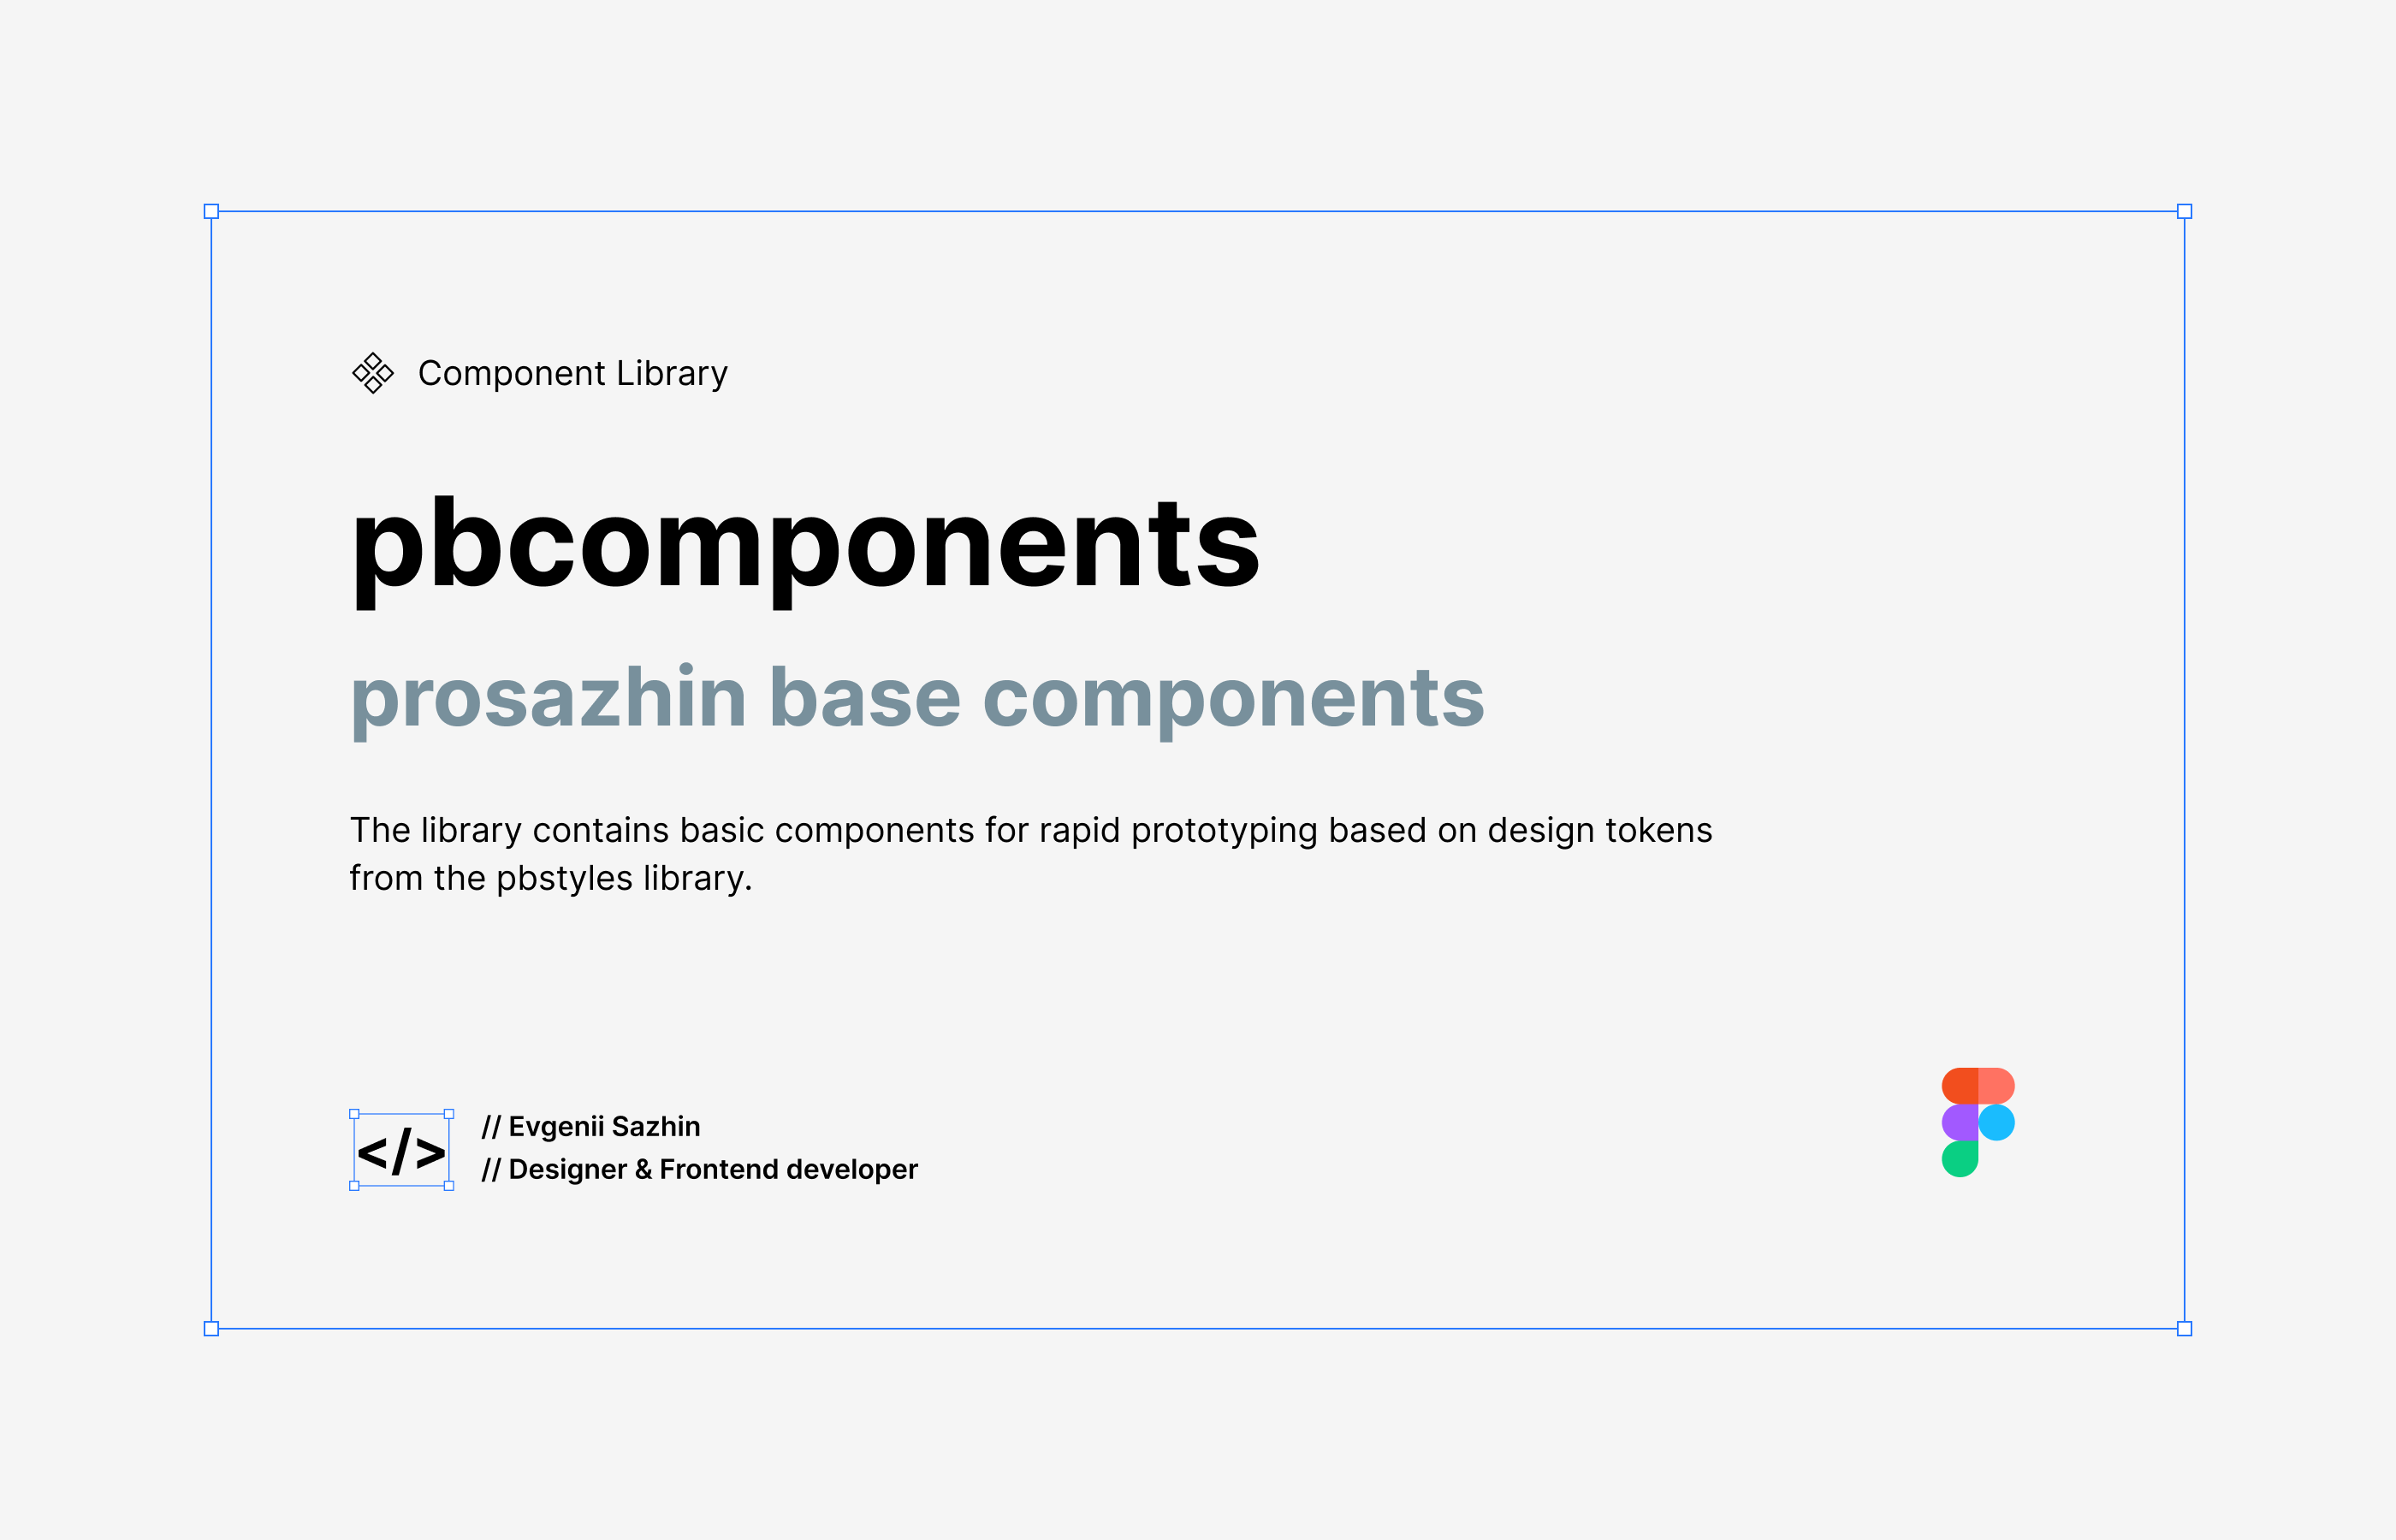 Component Library
pbcomponents
prosazhin base components
The library contains basic components for rapid prototyping based on design tokens
from the pbstyles library.
</>
// Evgenii Sazhin
// Designer & Frontend developer